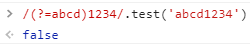 > /(?=abcd)1234/.test('abcd1234')
< false